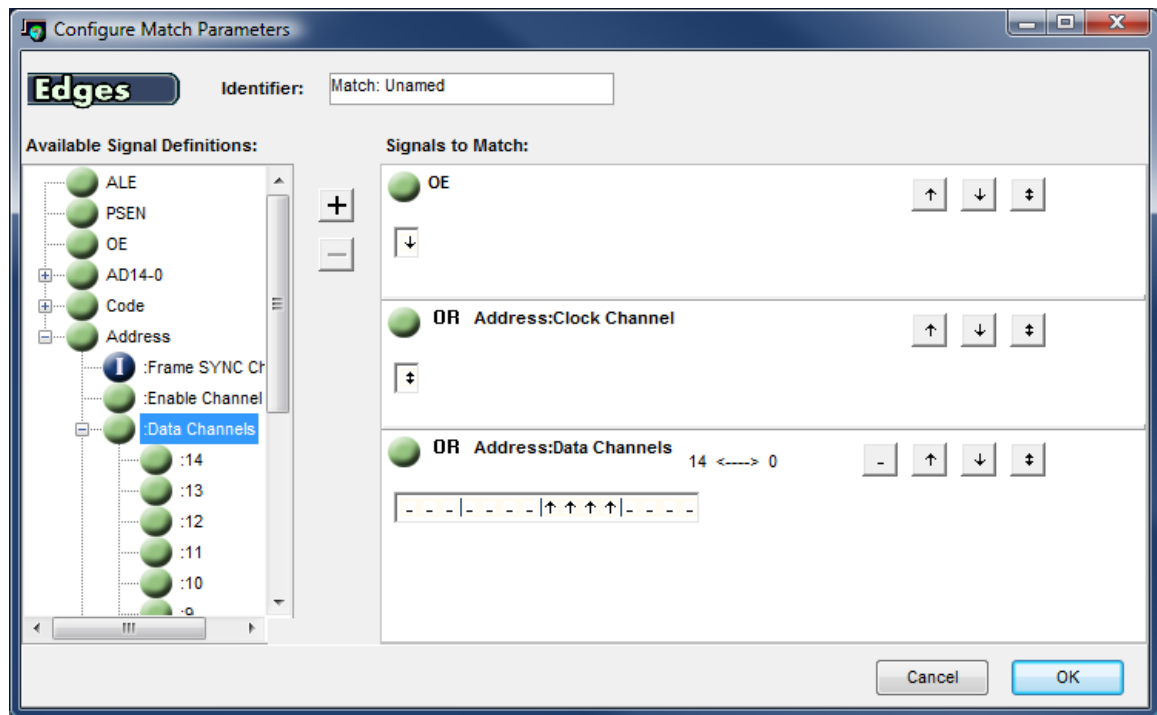 Configure Match Parameters
Edges
Identifier:
Match: Unnamed
Available Signal Definitions:
Signals to Match:
ALE
PSEN
OE
AD14-0
Code
Address
I :Frame SYNC Ch
:Enable Channel
:Data Channels
:14
:13
:12
:11
:10
:9
+
−
OE
↑ ↓ ↕
↓
OR Address:Clock Channel
↑ ↓ ↕
↕
OR Address:Data Channels
14 <----> 0
- ↑ ↓ ↕
- - -|- - - -|↑ ↑ ↑ ↑|- - - -
Cancel
OK